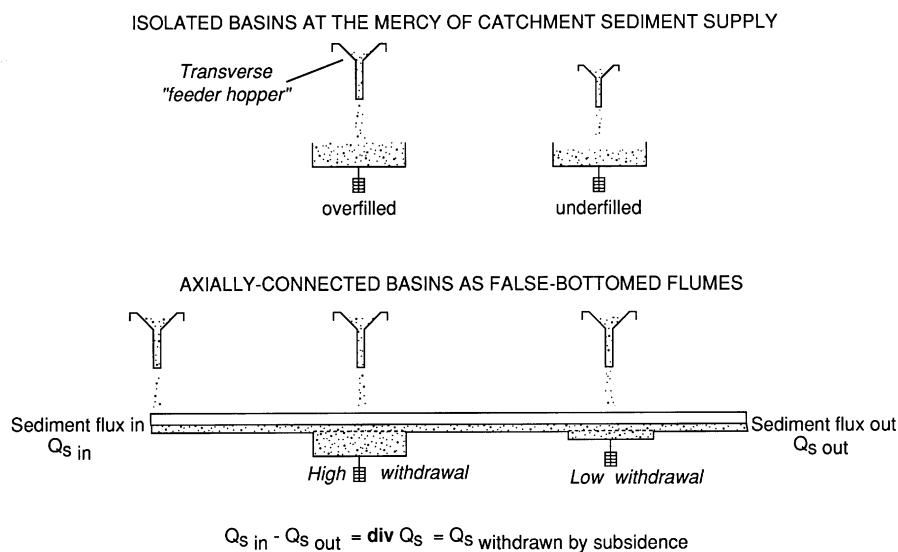 ISOLATED BASINS AT THE MERCY OF CATCHMENT SEDIMENT SUPPLY
Transverse
"feeder hopper"
overfilled
underfilled
AXIALLY-CONNECTED BASINS AS FALSE-BOTTOMED FLUMES
Sediment flux in
Qs in
Sediment flux out
Qs out
High withdrawal
Low withdrawal
Qs in - Qs out = div Qs = Qs withdrawn by subsidence